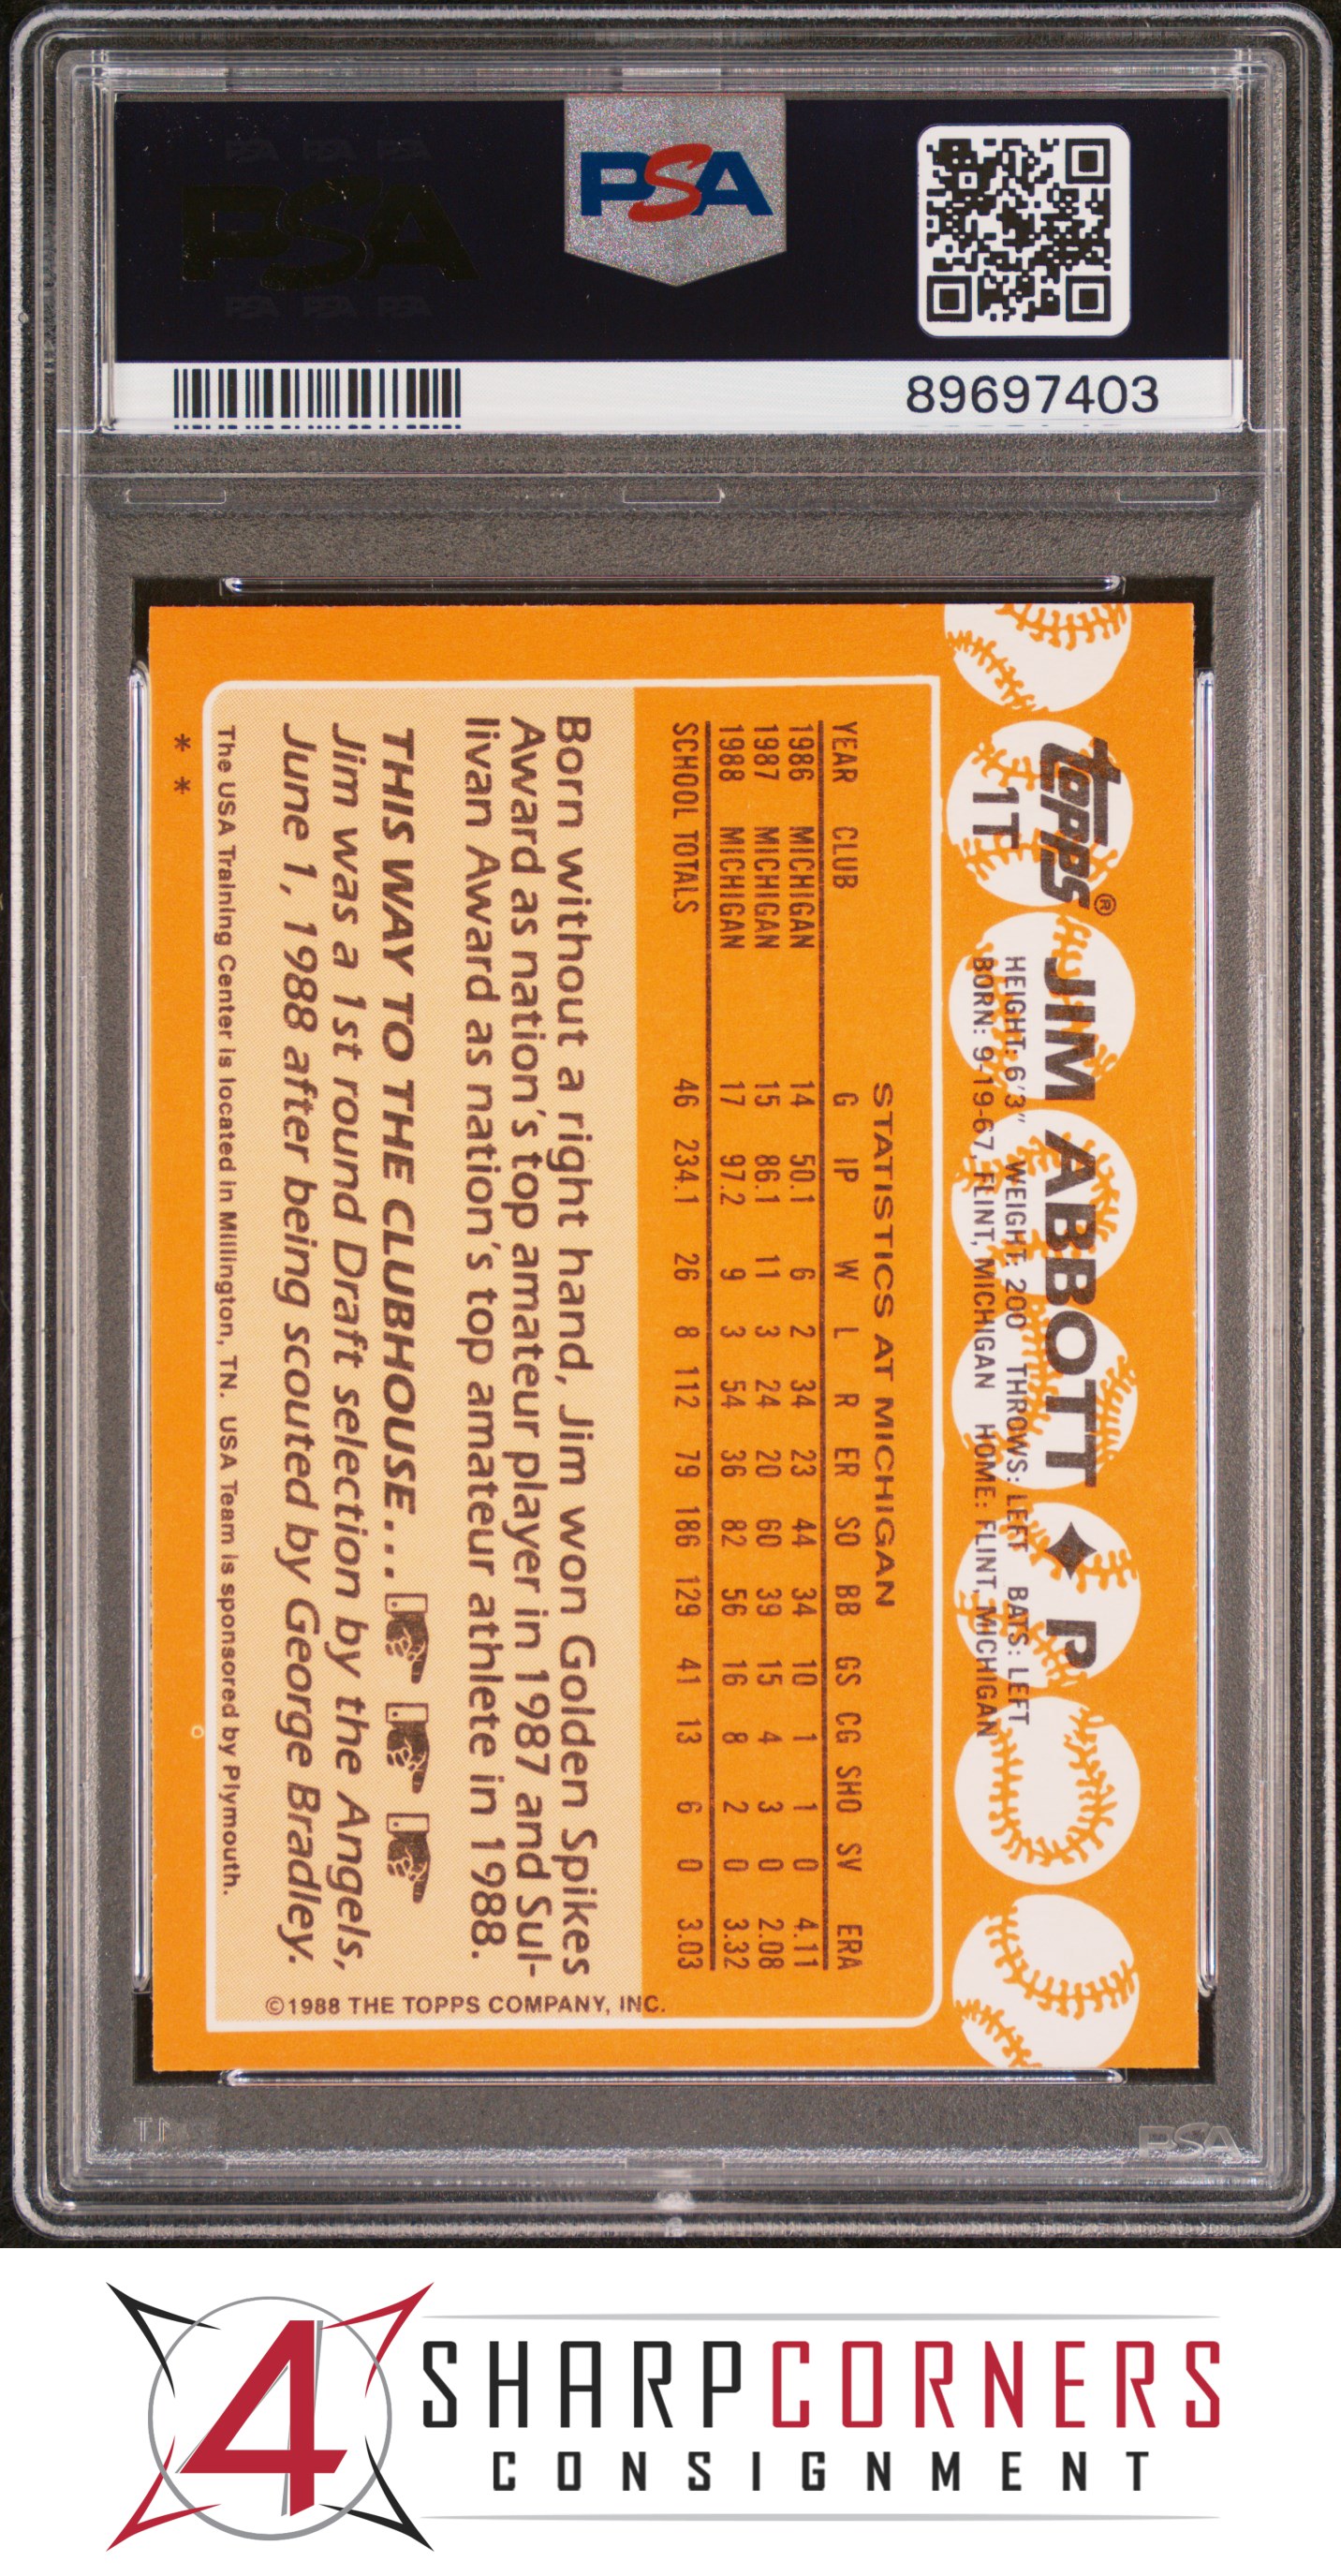 PSA PSA PSA
PSA
PSA PSA PSA
PSA
89697403
topps®
1T
JIM ABBOTT ✦ P
HEIGHT: 6'3" WEIGHT: 200 THROWS: LEFT BATS: LEFT
BORN: 9-19-67, FLINT, MICHIGAN HOME: FLINT, MICHIGAN
STATISTICS AT MICHIGAN
YEAR CLUB G IP W L R ER SO BB GS CG SHO SV ERA
1986 MICHIGAN 14 50.1 6 2 34 23 44 34 10 1 1 0 4.11
1987 MICHIGAN 15 86.1 11 3 24 20 60 39 15 4 3 0 2.08
1988 MICHIGAN 17 97.2 9 3 54 36 82 56 16 8 2 0 3.32
SCHOOL TOTALS 46 234.1 26 8 112 79 186 129 41 13 6 0 3.03
Born without a right hand, Jim won Golden Spikes
Award as nation's top amateur player in 1987 and Sul-
livan Award as nation's top amateur athlete in 1988.
THIS WAY TO THE CLUBHOUSE...
Jim was a 1st round Draft selection by the Angels,
June 1, 1988 after being scouted by George Bradley.
©1988 THE TOPPS COMPANY, INC.
The USA Training Center is located in Millington, TN. USA Team is sponsored by Plymouth.
* *
PSA
4
SHARPCORNERS
CONSIGNMENT